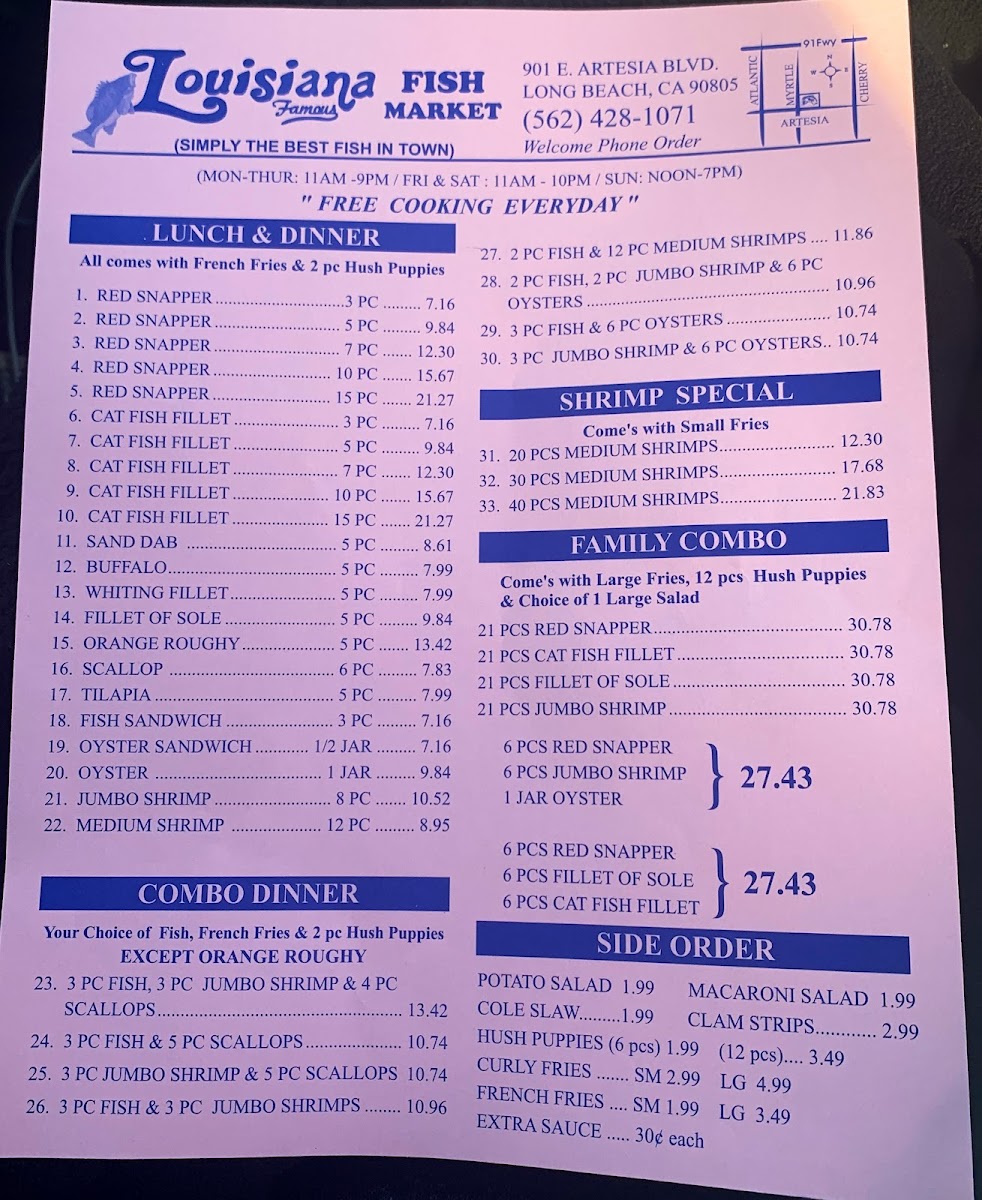 Louisiana
Famous
FISH
MARKET
(SIMPLY THE BEST FISH IN TOWN)
901 E. ARTESIA BLVD.
LONG BEACH, CA 90805
(562) 428-1071
Welcome Phone Order
91Fwy
ATLANTIC
MYRTLE
CHERRY
N
W E
S
ARTESIA
(MON-THUR: 11AM -9PM / FRI & SAT : 11AM - 10PM / SUN: NOON-7PM)
" FREE COOKING EVERYDAY "
LUNCH & DINNER
All comes with French Fries & 2 pc Hush Puppies
1. RED SNAPPER ............................3 PC ........ 7.16
2. RED SNAPPER ........................... 5 PC ........ 9.84
3. RED SNAPPER ........................... 7 PC ....... 12.30
4. RED SNAPPER ......................... 10 PC ....... 15.67
5. RED SNAPPER ......................... 15 PC ....... 21.27
6. CAT FISH FILLET ........................ 3 PC ......... 7.16
7. CAT FISH FILLET ........................ 5 PC ......... 9.84
8. CAT FISH FILLET ........................ 7 PC ....... 12.30
9. CAT FISH FILLET ..................... 10 PC ....... 15.67
10. CAT FISH FILLET ..................... 15 PC ....... 21.27
11. SAND DAB ................................. 5 PC ......... 8.61
12. BUFFALO..................................... 5 PC ......... 7.99
13. WHITING FILLET....................... 5 PC ......... 7.99
14. FILLET OF SOLE ........................ 5 PC ......... 9.84
15. ORANGE ROUGHY .................... 5 PC ....... 13.42
16. SCALLOP .................................... 6 PC ......... 7.83
17. TILAPIA ....................................... 5 PC ......... 7.99
18. FISH SANDWICH ........................ 3 PC ......... 7.16
19. OYSTER SANDWICH............ 1/2 JAR ......... 7.16
20. OYSTER .................................... 1 JAR ......... 9.84
21. JUMBO SHRIMP ......................... 8 PC ....... 10.52
22. MEDIUM SHRIMP .................... 12 PC ......... 8.95
COMBO DINNER
Your Choice of Fish, French Fries & 2 pc Hush Puppies
EXCEPT ORANGE ROUGHY
23. 3 PC FISH, 3 PC JUMBO SHRIMP & 4 PC
SCALLOPS..................................................... 13.42
24. 3 PC FISH & 5 PC SCALLOPS..................... 10.74
25. 3 PC JUMBO SHRIMP & 5 PC SCALLOPS 10.74
26. 3 PC FISH & 3 PC JUMBO SHRIMPS ........ 10.96
27. 2 PC FISH & 12 PC MEDIUM SHRIMPS .... 11.86
28. 2 PC FISH, 2 PC JUMBO SHRIMP & 6 PC
OYSTERS ..................................................... 10.96
29. 3 PC FISH & 6 PC OYSTERS ...................... 10.74
30. 3 PC JUMBO SHRIMP & 6 PC OYSTERS.. 10.74
SHRIMP SPECIAL
Come's with Small Fries
31. 20 PCS MEDIUM SHRIMPS......................... 12.30
32. 30 PCS MEDIUM SHRIMPS......................... 17.68
33. 40 PCS MEDIUM SHRIMPS......................... 21.83
FAMILY COMBO
Come's with Large Fries, 12 pcs Hush Puppies
& Choice of 1 Large Salad
21 PCS RED SNAPPER......................................... 30.78
21 PCS CAT FISH FILLET.................................... 30.78
21 PCS FILLET OF SOLE ..................................... 30.78
21 PCS JUMBO SHRIMP....................................... 30.78
6 PCS RED SNAPPER
6 PCS JUMBO SHRIMP } 27.43
1 JAR OYSTER
6 PCS RED SNAPPER
6 PCS FILLET OF SOLE } 27.43
6 PCS CAT FISH FILLET
SIDE ORDER
POTATO SALAD 1.99 MACARONI SALAD 1.99
COLE SLAW.........1.99 CLAM STRIPS............ 2.99
HUSH PUPPIES (6 pcs) 1.99 (12 pcs).... 3.49
CURLY FRIES ....... SM 2.99 LG 4.99
FRENCH FRIES .... SM 1.99 LG 3.49
EXTRA SAUCE ..... 30¢ each